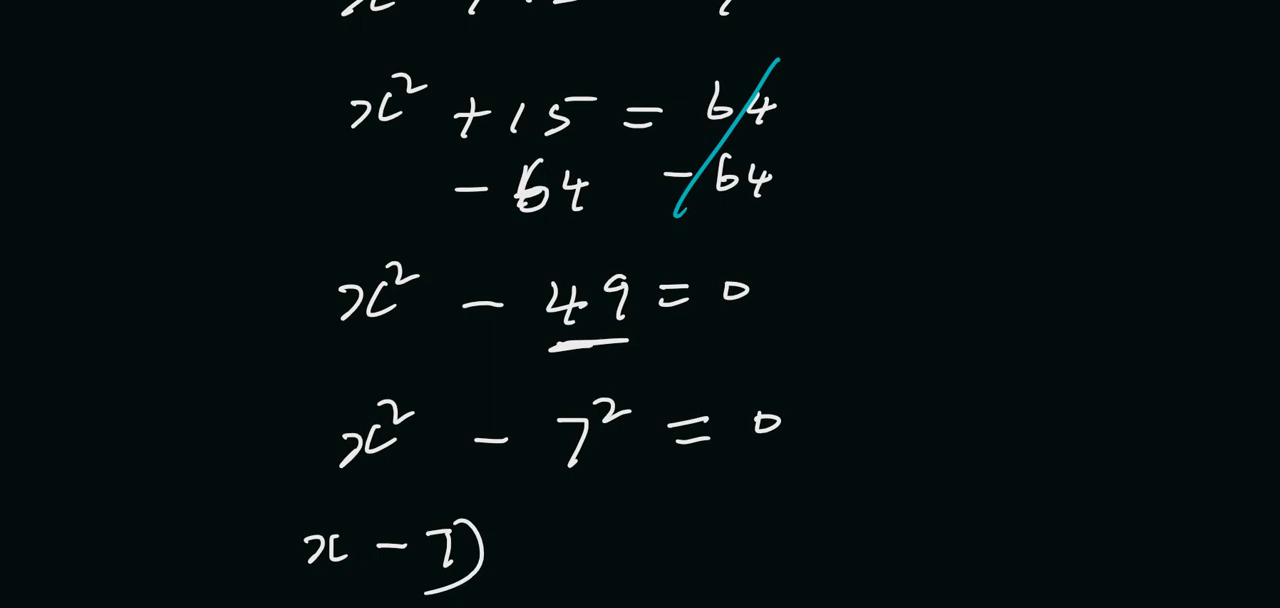 x² + 15 = 64
- 64 - 64
x² - 49 = 0
x² - 7² = 0
x - 7)